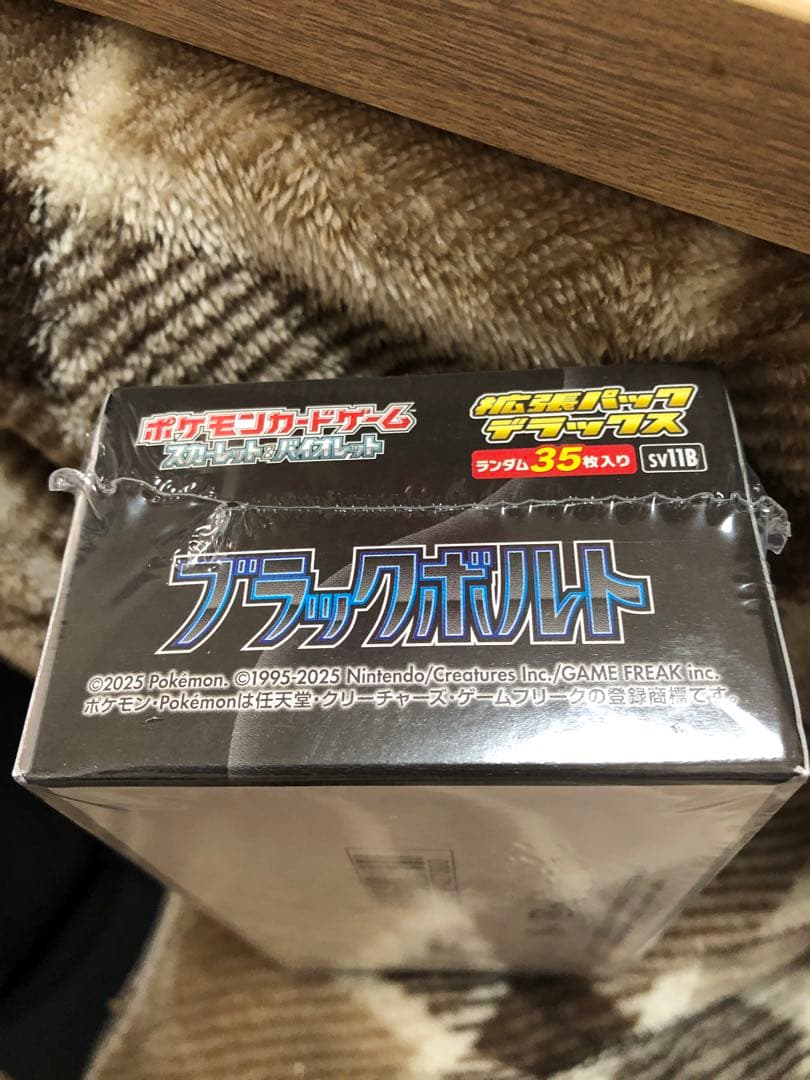 ポケモンカードゲーム
スカーレット&バイオレット
拡張パック
デラックス
ランダム35枚入り SV11B
ブラックボルト
©2025 Pokémon. ©1995-2025 Nintendo/Creatures Inc./GAME FREAK inc.
ポケモン・Pokémonは任天堂・クリーチャーズ・ゲームフリークの登録商標です。